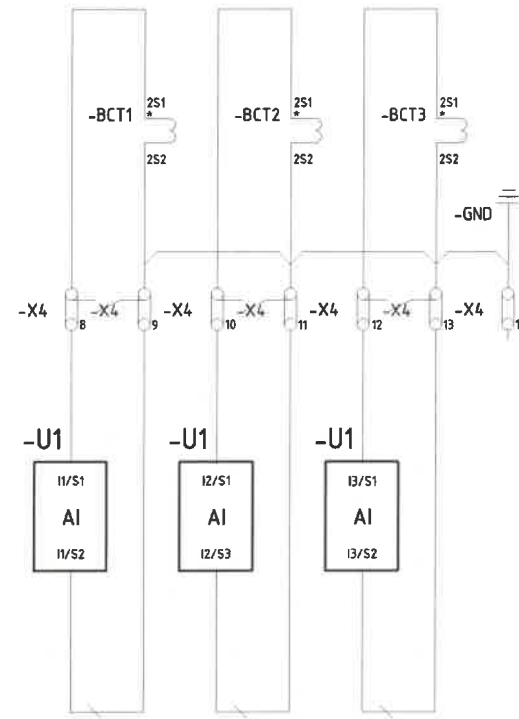 2S1
2S1
2S1
-BCT1
*
-BCT2
*
-BCT3
*
2S2
2S2
2S2
-GND
-X4
8
-X4
9
-X4
10
-X4
11
-X4
12
-X4
13
-X4
1
-U1
-U1
-U1
I1/S1
I2/S1
I3/S1
AI
AI
AI
I1/S2
I2/S3
I3/S2